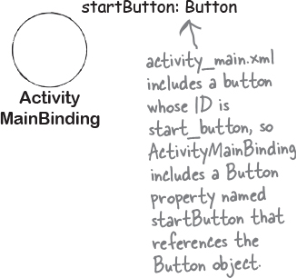 startButton: Button
Activity
MainBinding
activity_main.xml
includes a button
whose ID is
start_button, so
ActivityMainBinding
includes a Button
property named
startButton that
references the
Button object.